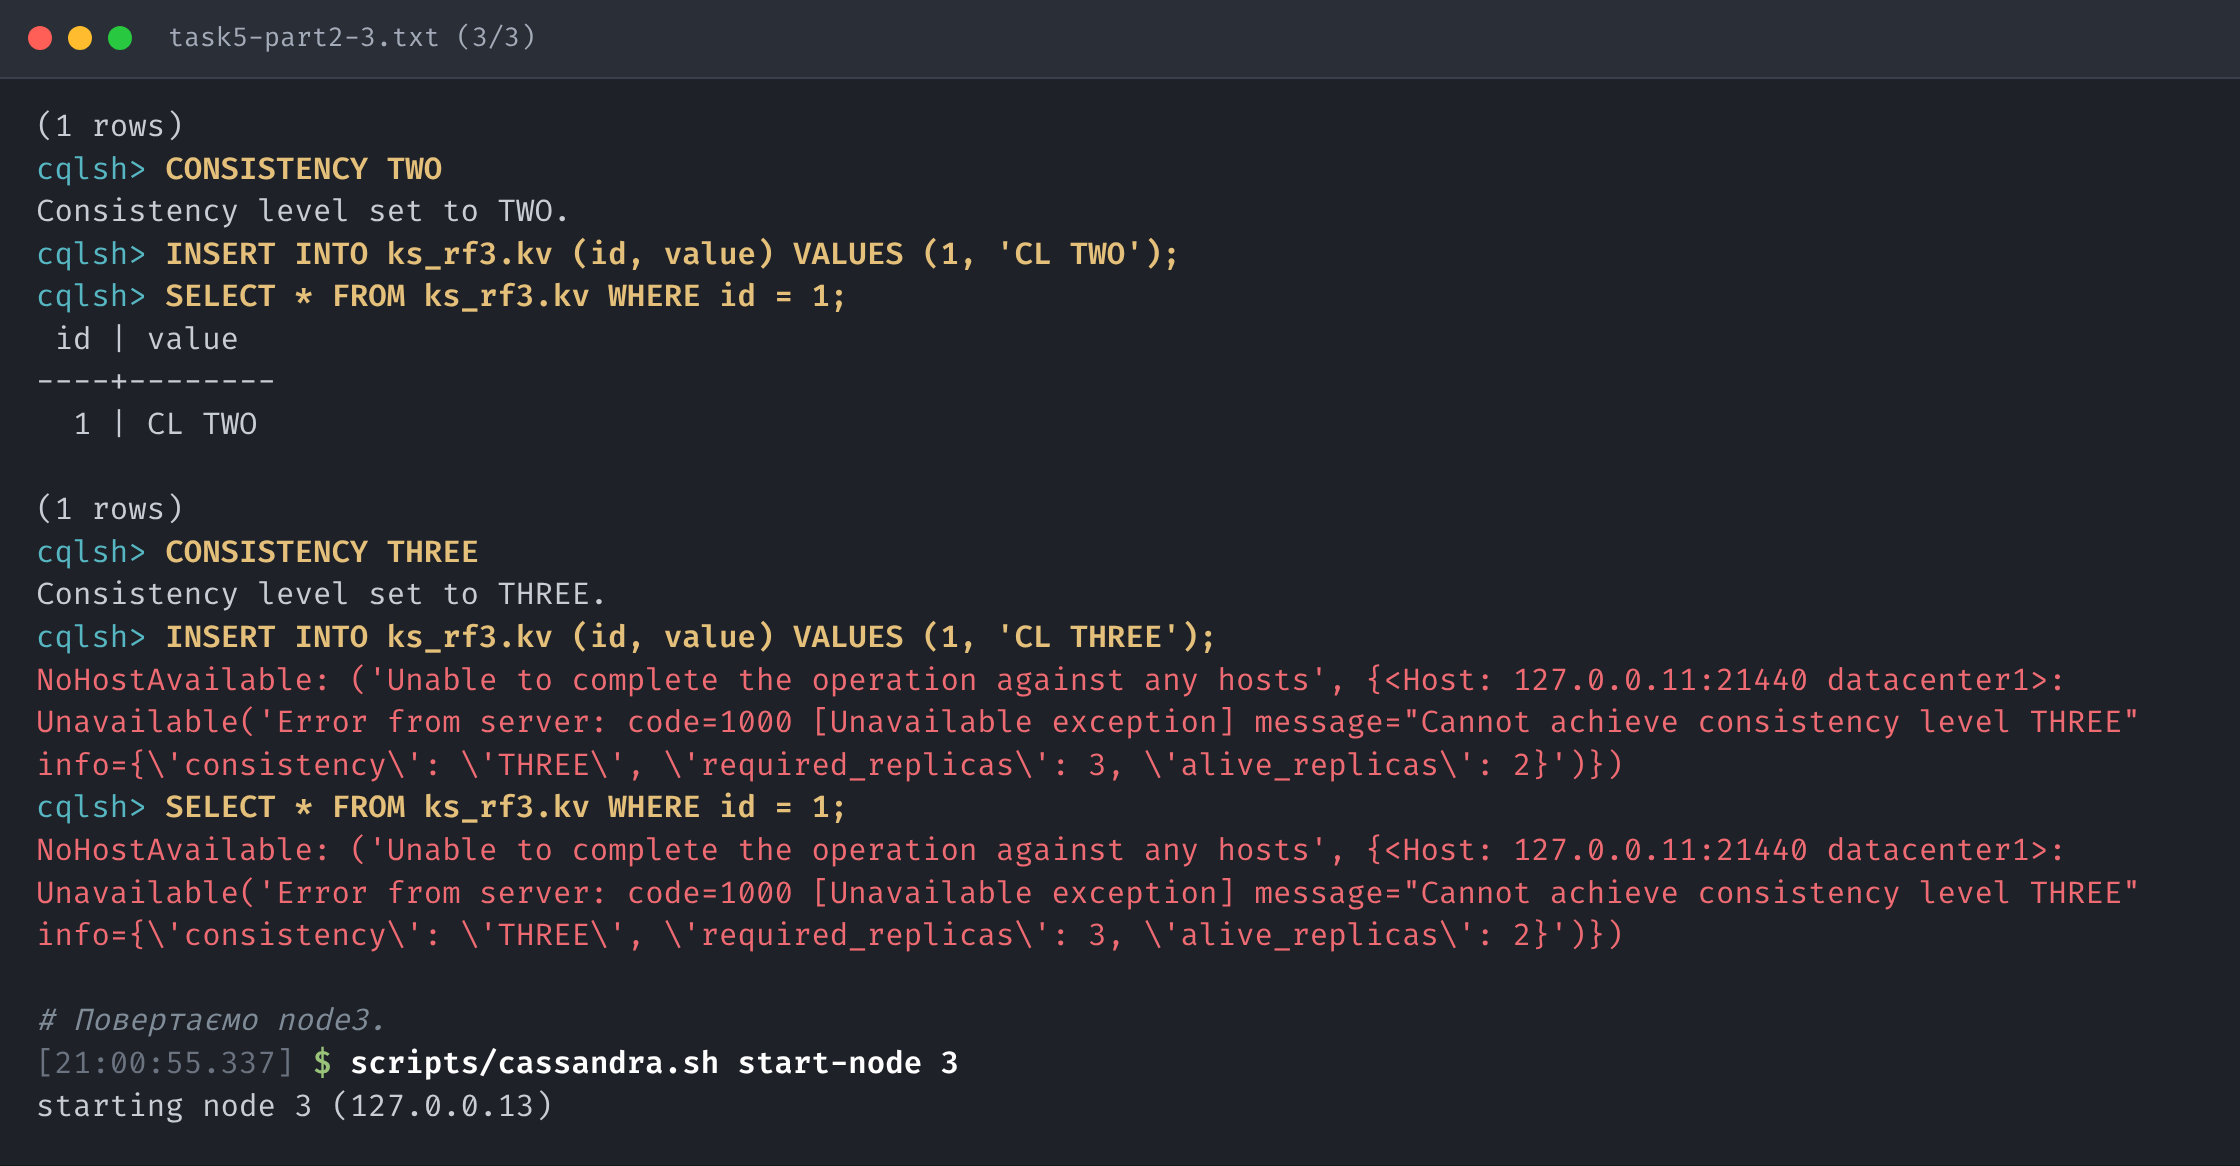 task5-part2-3.txt (3/3)
(1 rows)
cqlsh> CONSISTENCY TWO
Consistency level set to TWO.
cqlsh> INSERT INTO ks_rf3.kv (id, value) VALUES (1, 'CL TWO');
cqlsh> SELECT * FROM ks_rf3.kv WHERE id = 1;
 id | value
----+--------
  1 | CL TWO
(1 rows)
cqlsh> CONSISTENCY THREE
Consistency level set to THREE.
cqlsh> INSERT INTO ks_rf3.kv (id, value) VALUES (1, 'CL THREE');
NoHostAvailable: ('Unable to complete the operation against any hosts', {<Host: 127.0.0.11:21440 datacenter1>:
Unavailable('Error from server: code=1000 [Unavailable exception] message="Cannot achieve consistency level THREE"
info={\'consistency\': \'THREE\', \'required_replicas\': 3, \'alive_replicas\': 2}')})
cqlsh> SELECT * FROM ks_rf3.kv WHERE id = 1;
NoHostAvailable: ('Unable to complete the operation against any hosts', {<Host: 127.0.0.11:21440 datacenter1>:
Unavailable('Error from server: code=1000 [Unavailable exception] message="Cannot achieve consistency level THREE"
info={\'consistency\': \'THREE\', \'required_replicas\': 3, \'alive_replicas\': 2}')})
# Повертаємо node3.
[21:00:55.337] $ scripts/cassandra.sh start-node 3
starting node 3 (127.0.0.13)